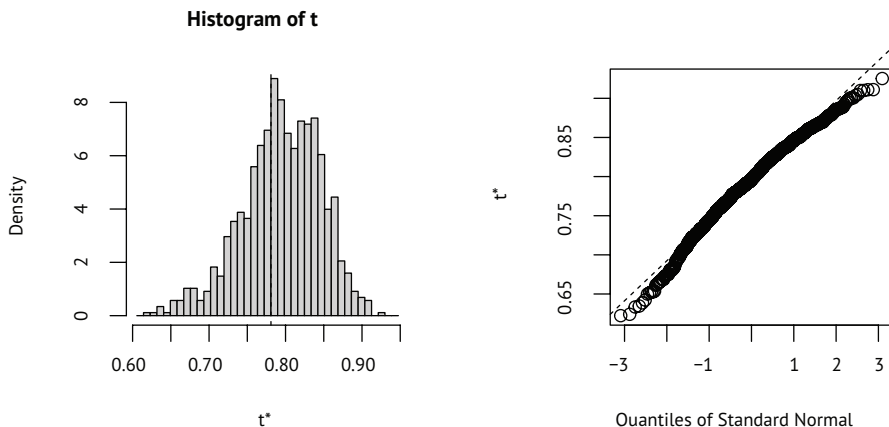 Histogram of t
Density
0 2 4 6 8
0.60 0.70 0.80 0.90
t*
t*
0.65 0.75 0.85
−3 −1 1 2 3
Quantiles of Standard Normal